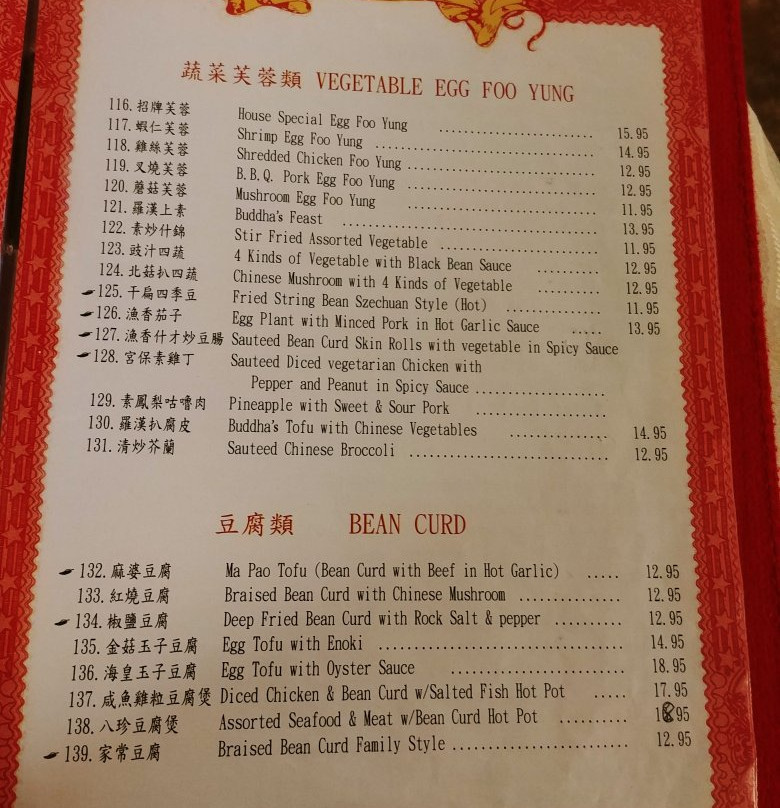 蔬菜芙蓉類 VEGETABLE EGG FOO YUNG
116. 招牌芙蓉 House Special Egg Foo Yung .......................... 15.95
117. 蝦仁芙蓉 Shrimp Egg Foo Yung .................................... 14.95
118. 雞絲芙蓉 Shredded Chicken Foo Yung ............................... 12.95
119. 叉燒芙蓉 B.B.Q. Pork Egg Foo Yung ................................ 12.95
120. 蘑菇芙蓉 Mushroom Egg Foo Yung ............................... 11.95
121. 羅漢上素 Buddha's Feast .......................................... 13.95
122. 素炒什錦 Stir Fried Assorted Vegetable .......................... 11.95
123. 豉汁四蔬 4 Kinds of Vegetable with Black Bean Sauce .......... 12.95
124. 北菇扒四蔬 Chinese Mushroom with 4 Kinds of Vegetable .......... 12.95
125. 干扁四季豆 Fried String Bean Szechuan Style (Hot) ............... 11.95
126. 漁香茄子 Egg Plant with Minced Pork in Hot Garlic Sauce ..... 13.95
127. 漁香什才炒豆腸 Sauteed Bean Curd Skin Rolls with vegetable in Spicy Sauce
128. 宮保素雞丁 Sauteed Diced vegetarian Chicken with
Pepper and Peanut in Spicy Sauce .....................
129. 素鳳梨咕嚕肉 Pineapple with Sweet & Sour Pork .....................
130. 羅漢扒腐皮 Buddha's Tofu with Chinese Vegetables ................ 14.95
131. 清炒芥蘭 Sauteed Chinese Broccoli ................................ 12.95
豆腐類 BEAN CURD
132. 麻婆豆腐 Ma Pao Tofu (Bean Curd with Beef in Hot Garlic) ..... 12.95
133. 紅燒豆腐 Braised Bean Curd with Chinese Mushroom ............... 12.95
134. 椒鹽豆腐 Deep Fried Bean Curd with Rock Salt & pepper .......... 12.95
135. 金菇玉子豆腐 Egg Tofu with Enoki ................................... 14.95
136. 海皇玉子豆腐 Egg Tofu with Oyster Sauce .......................... 18.95
137. 咸魚雞粒豆腐煲 Diced Chicken & Bean Curd w/Salted Fish Hot Pot ..... 17.95
138. 八珍豆腐煲 Assorted Seafood & Meat w/Bean Curd Hot Pot .......... 18.95
139. 家常豆腐 Braised Bean Curd Family Style .......................... 12.95